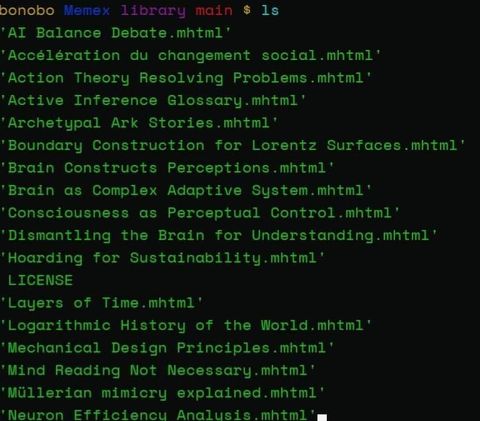 bonobo Memex library main $ ls
'AI Balance Debate.mhtml'
'Accélération du changement social.mhtml'
'Action Theory Resolving Problems.mhtml'
'Active Inference Glossary.mhtml'
'Archetypal Ark Stories.mhtml'
'Boundary Construction for Lorentz Surfaces.mhtml'
'Brain Constructs Perceptions.mhtml'
'Brain as Complex Adaptive System.mhtml'
'Consciousness as Perceptual Control.mhtml'
'Dismantling the Brain for Understanding.mhtml'
'Hoarding for Sustainability.mhtml'
LICENSE
'Layers of Time.mhtml'
'Logarithmic History of the World.mhtml'
'Mechanical Design Principles.mhtml'
'Mind Reading Not Necessary.mhtml'
'Müllerian mimicry explained.mhtml'
'Neuron Efficiency Analysis.mhtml'